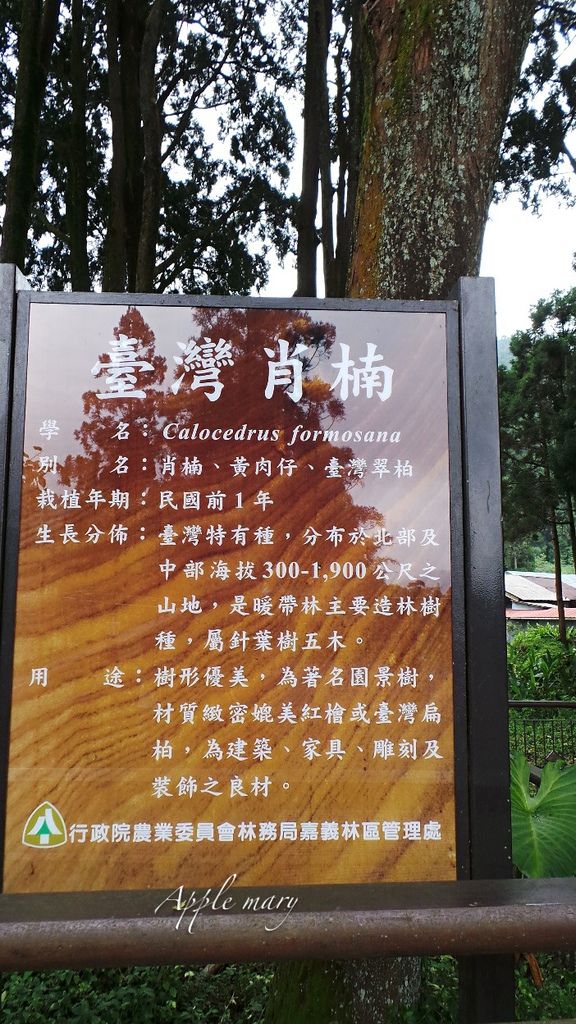 臺灣肖楠
學名：Calocedrus formosana
別名：肖楠、黃肉仔、臺灣翠柏
栽植年期：民國前1年
生長分佈：臺灣特有種，分布於北部及
中部海拔300-1,900公尺之
山地，是暖帶林主要造林樹
種，屬針葉樹五木。
用途：樹形優美，為著名園景樹，
材質緻密媲美紅檜或臺灣扁
柏，為建築、家具、雕刻及
裝飾之良材。
行政院農業委員會林務局嘉義林區管理處
Apple mary